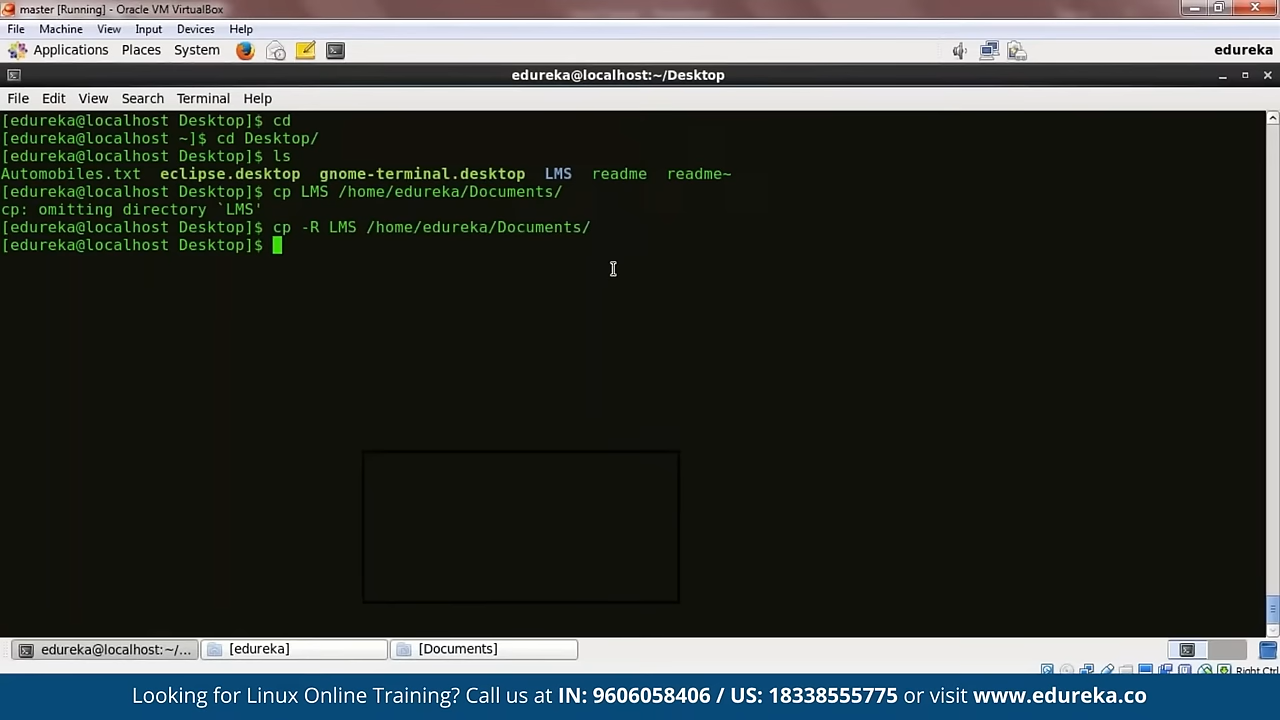 master [Running] - Oracle VM VirtualBox
File Machine View Input Devices Help
Applications Places System edureka
edureka@localhost:~/Desktop
File Edit View Search Terminal Help
[edureka@localhost Desktop]$ cd
[edureka@localhost ~]$ cd Desktop/
[edureka@localhost Desktop]$ ls
Automobiles.txt eclipse.desktop gnome-terminal.desktop LMS readme readme~
[edureka@localhost Desktop]$ cp LMS /home/edureka/Documents/
cp: omitting directory `LMS'
[edureka@localhost Desktop]$ cp -R LMS /home/edureka/Documents/
[edureka@localhost Desktop]$
edureka@localhost:~/... [edureka] [Documents]
Right Ctrl
Looking for Linux Online Training? Call us at IN: 9606058406 / US: 18338555775 or visit www.edureka.co